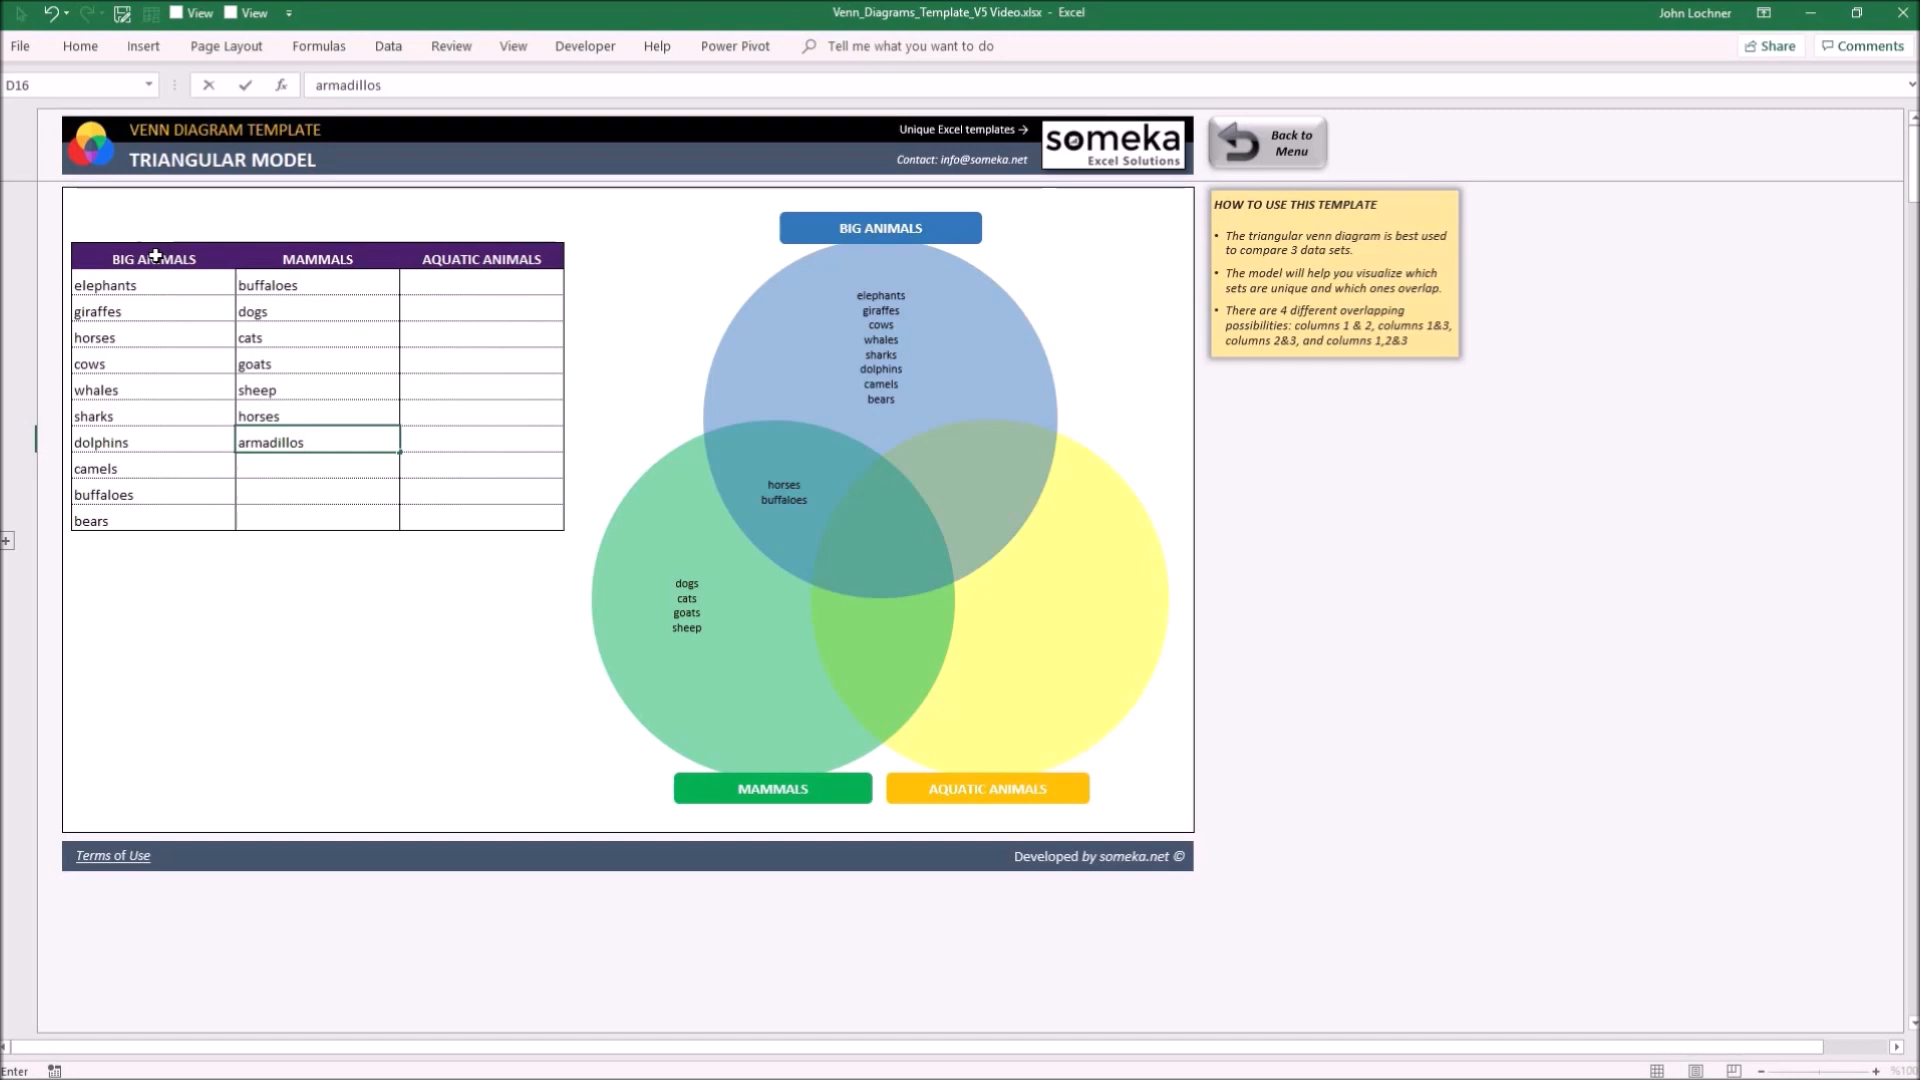 View View Venn_Diagrams_Template_V5 Video.xlsx - Excel John Lochner
File Home Insert Page Layout Formulas Data Review View Developer Help Power Pivot Tell me what you want to do Share Comments
D16 fx armadillos
VENN DIAGRAM TEMPLATE
TRIANGULAR MODEL
Unique Excel templates →
Contact: info@someka.net
someka
Excel Solutions
Back to
Menu
HOW TO USE THIS TEMPLATE
• The triangular venn diagram is best used
to compare 3 data sets.
• The model will help you visualize which
sets are unique and which ones overlap.
• There are 4 different overlapping
possibilities: columns 1 & 2, columns 1&3,
columns 2&3, and columns 1,2&3
BIG ANIMALS MAMMALS AQUATIC ANIMALS
elephants buffaloes
giraffes dogs
horses cats
cows goats
whales sheep
sharks horses
dolphins armadillos
camels
buffaloes
bears
BIG ANIMALS
elephants
giraffes
cows
whales
sharks
dolphins
camels
bears
horses
buffaloes
dogs
cats
goats
sheep
MAMMALS
AQUATIC ANIMALS
Terms of Use
Developed by someka.net ©
Enter %100